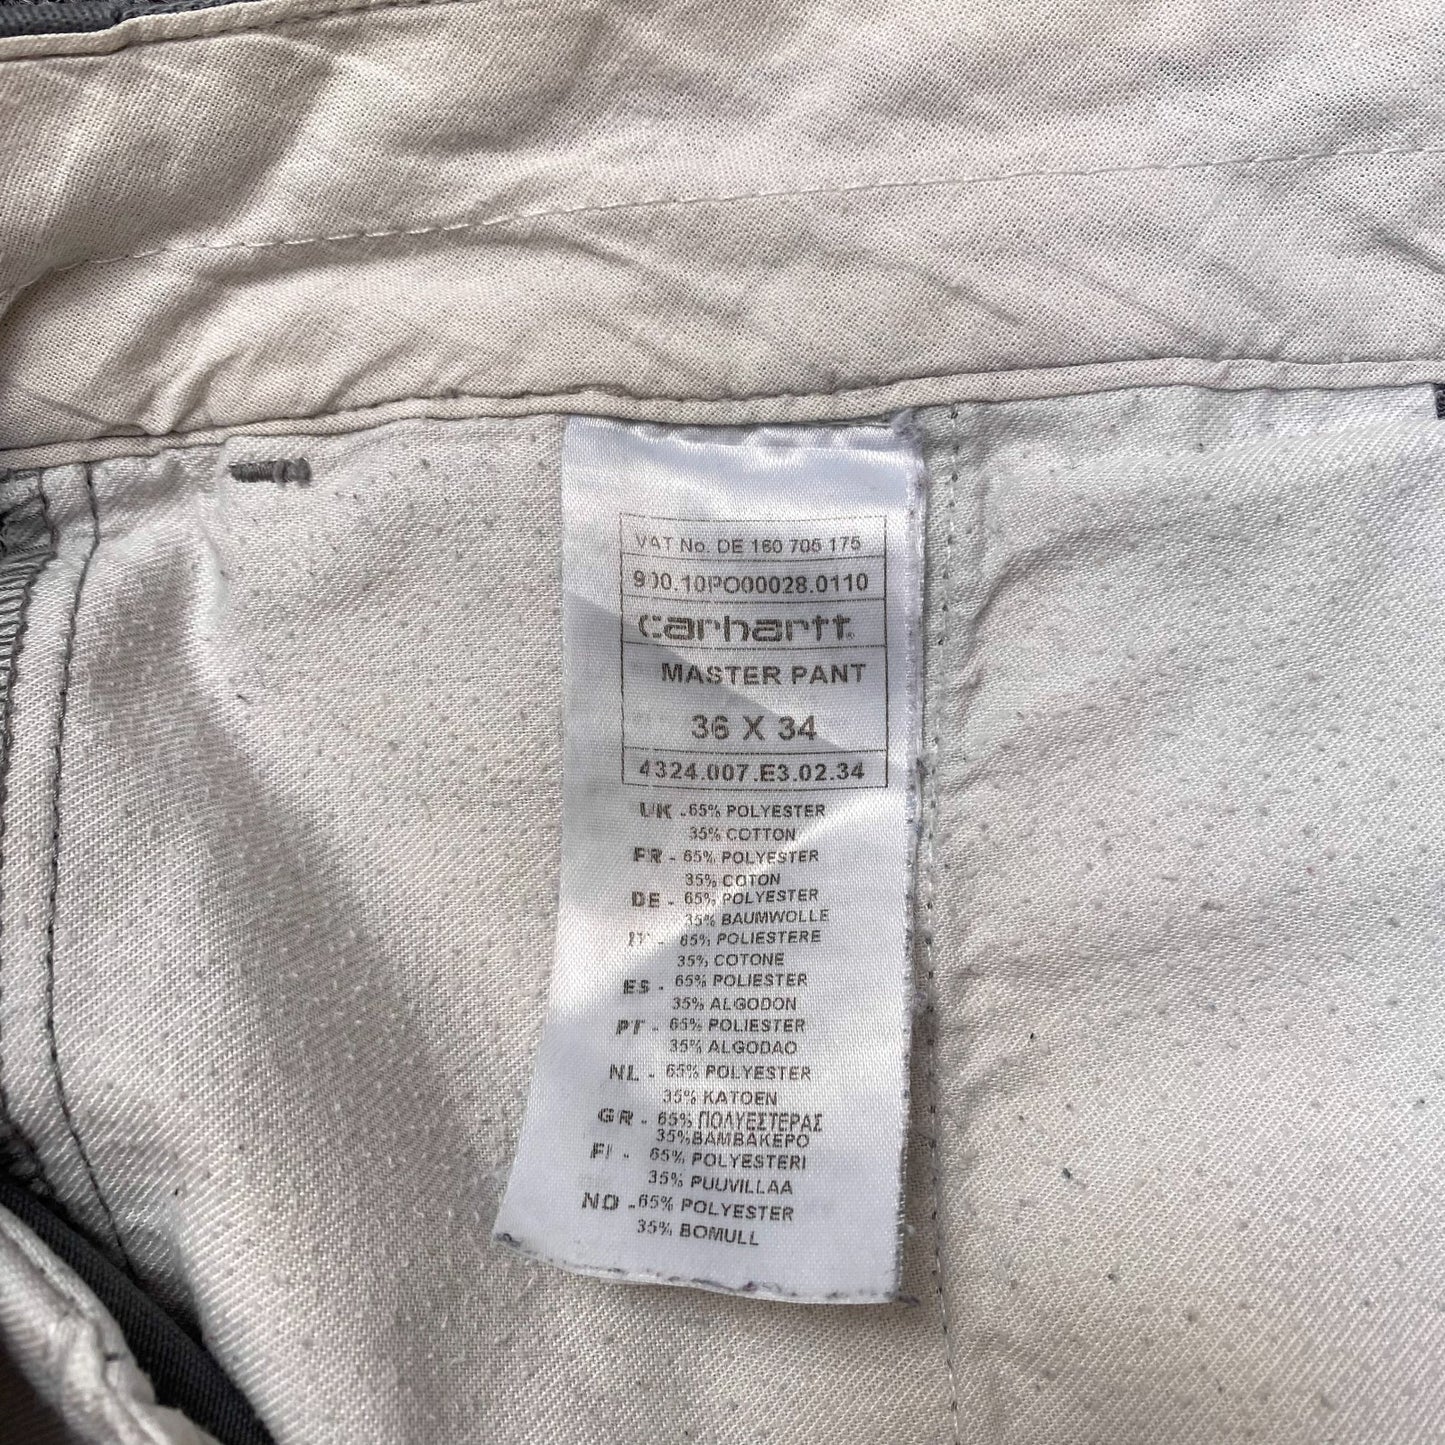 VAT No. DE 160 705 175
900.10PO00028.0110
carhartt.
MASTER PANT
36 X 34
4324.007.E3.02.34
UK - 65% POLYESTER
35% COTTON
FR - 65% POLYESTER
35% COTON
DE - 65% POLYESTER
35% BAUMWOLLE
IT - 65% POLIESTERE
35% COTONE
ES - 65% POLIESTER
35% ALGODON
PT - 65% POLIESTER
35% ALGODAO
NL - 65% POLYESTER
35% KATOEN
GR - 65% ΠΟΛΥΕΣΤΕΡΑΣ
35% ΒΑΜΒΑΚΕΡΟ
FI - 65% POLYESTERI
35% PUUVILLAA
NO - 65% POLYESTER
35% BOMULL